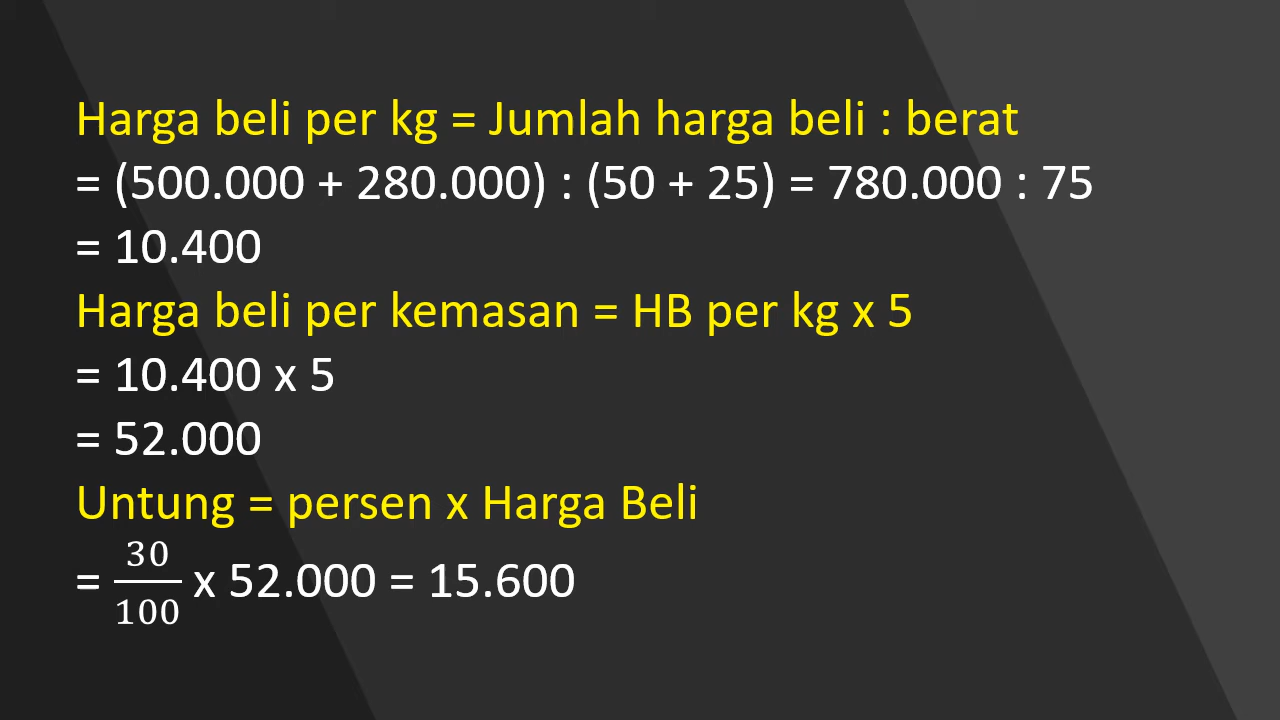 Harga beli per kg = Jumlah harga beli : berat
= (500.000 + 280.000) : (50 + 25) = 780.000 : 75
= 10.400
Harga beli per kemasan = HB per kg x 5
= 10.400 x 5
= 52.000
Untung = persen x Harga Beli
= 30/100 x 52.000 = 15.600